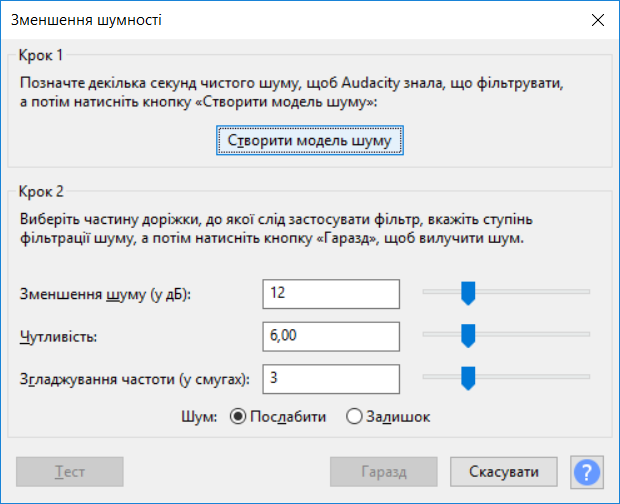 Зменшення шумності
Крок 1
Позначте декілька секунд чистого шуму, щоб Audacity знала, що фільтрувати,
а потім натисніть кнопку «Створити модель шуму»:
Створити модель шуму
Крок 2
Виберіть частину доріжки, до якої слід застосувати фільтр, вкажіть ступінь
фільтрації шуму, а потім натисніть кнопку «Гаразд», щоб вилучити шум.
Зменшення шуму (у дБ): 12
Чутливість: 6,00
Згладжування частоти (у смугах): 3
Шум: Послабити Залишок
Тест Гаразд Скасувати ?